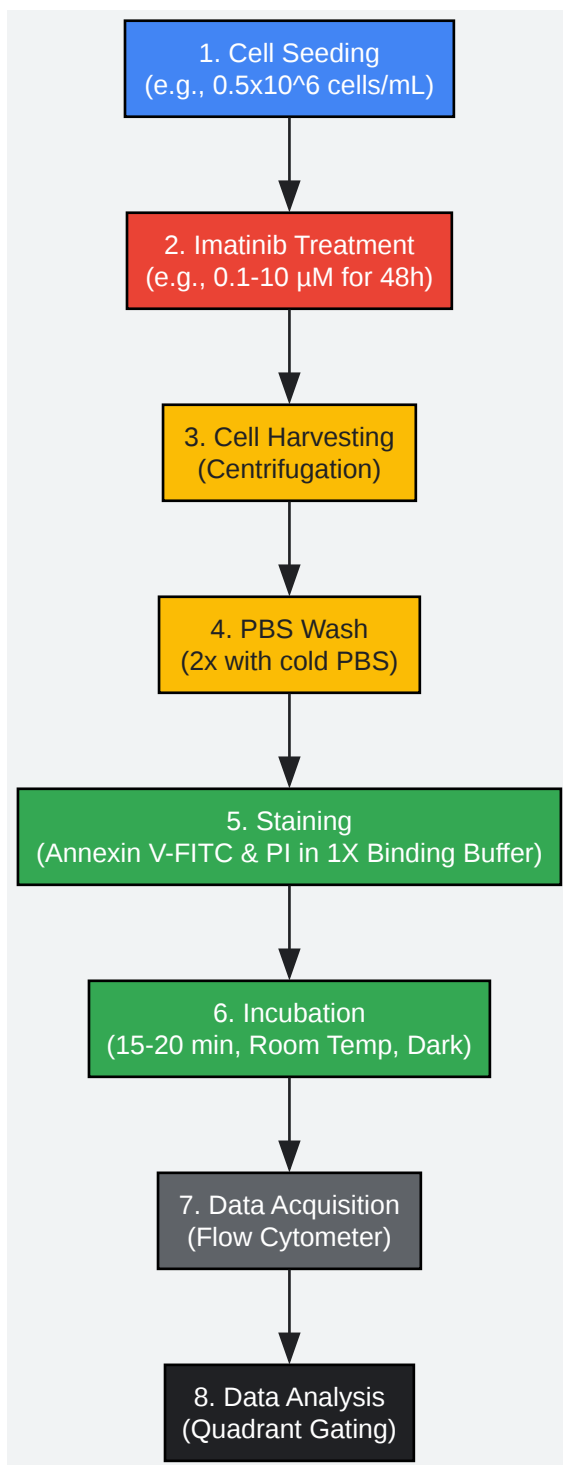 1. Cell Seeding
(e.g., 0.5x10^6 cells/mL)
2. Imatinib Treatment
(e.g., 0.1-10 µM for 48h)
3. Cell Harvesting
(Centrifugation)
4. PBS Wash
(2x with cold PBS)
5. Staining
(Annexin V-FITC & PI in 1X Binding Buffer)
6. Incubation
(15-20 min, Room Temp, Dark)
7. Data Acquisition
(Flow Cytometer)
8. Data Analysis
(Quadrant Gating)